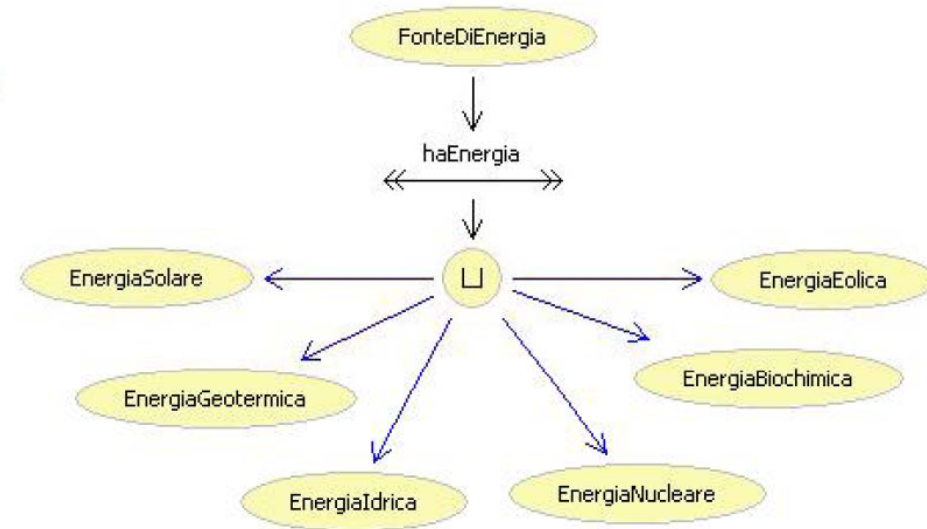 FonteDiEnergia
haEnergia
EnergiaSolare
⊔
EnergiaEolica
EnergiaGeotermica
EnergiaBiochimica
EnergiaIdrica
EnergiaNucleare